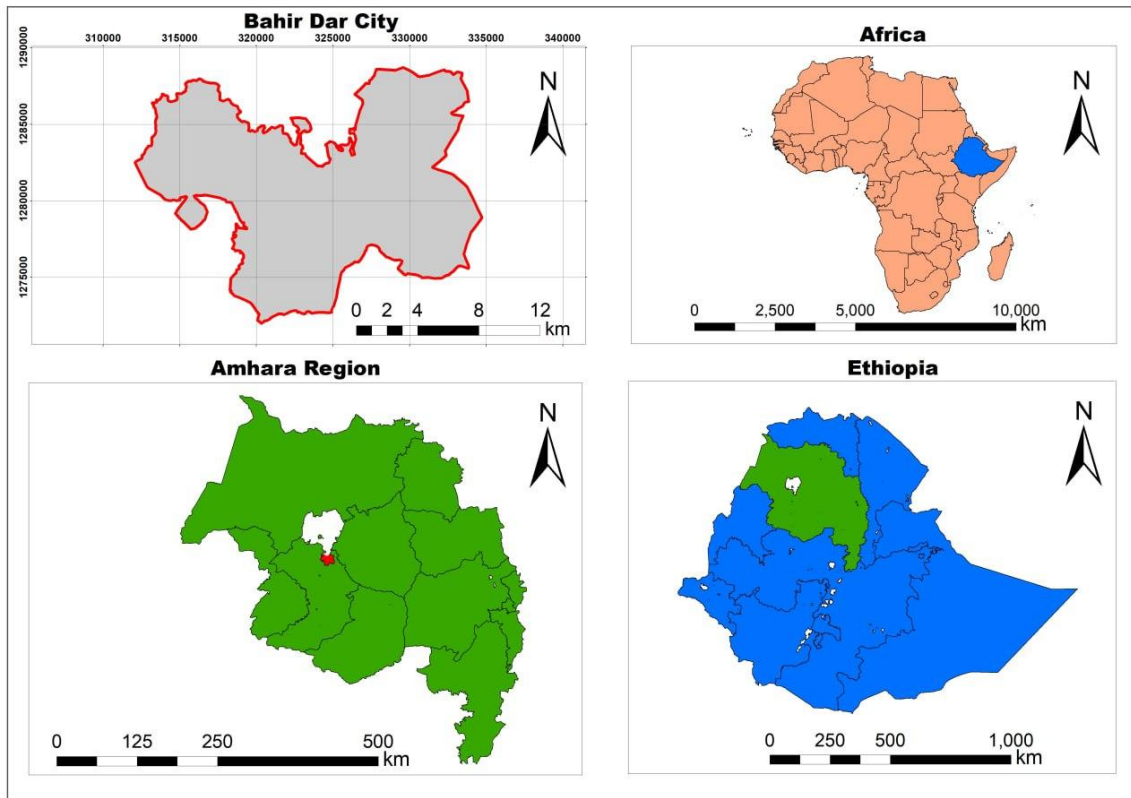 Bahir Dar City
310000 315000 320000 325000 330000 335000 340000
1290000
1285000
1280000
1275000
N
0 2 4 8 12
km
Africa
N
0 2,500 5,000 10,000
km
Amhara Region
N
0 125 250 500
km
Ethiopia
N
0 250 500 1,000
km